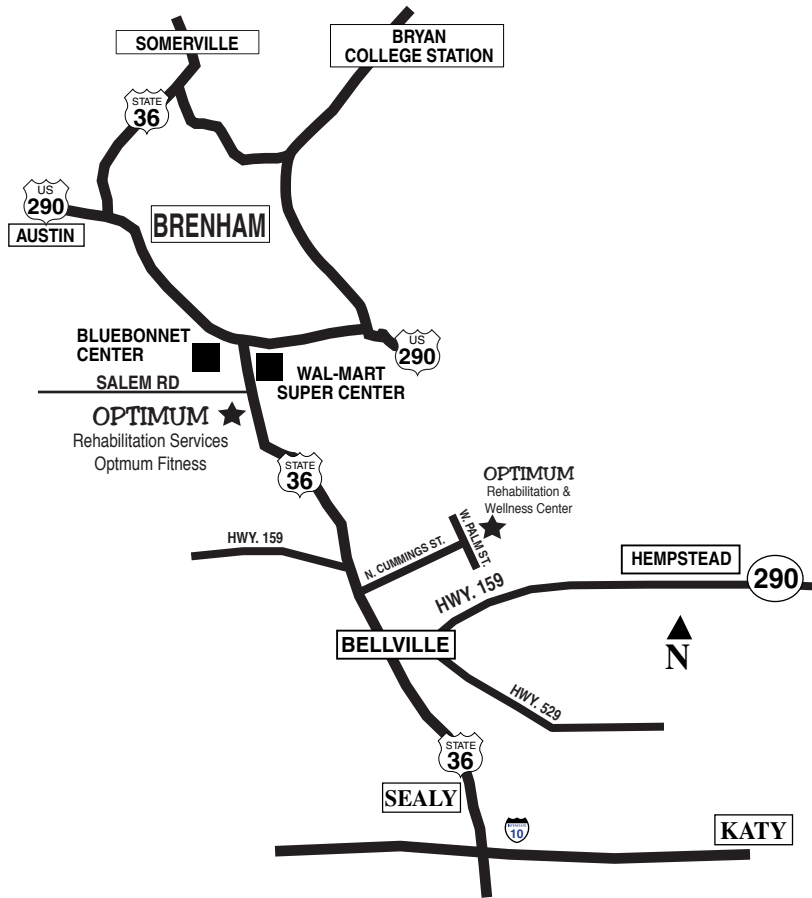 SOMERVILLE
BRYAN
COLLEGE STATION
STATE
36
US
290
AUSTIN
BRENHAM
BLUEBONNET
CENTER
US
290
WAL-MART
SUPER CENTER
SALEM RD
OPTIMUM
Rehabilitation Services
Optmum Fitness
STATE
36
OPTIMUM
Rehabilitation &
Wellness Center
W. PALM ST.
HWY. 159
N. CUMMINGS ST.
HWY. 159
HEMPSTEAD
290
BELLVILLE
N
HWY. 529
STATE
36
SEALY
INTERSTATE
10
KATY